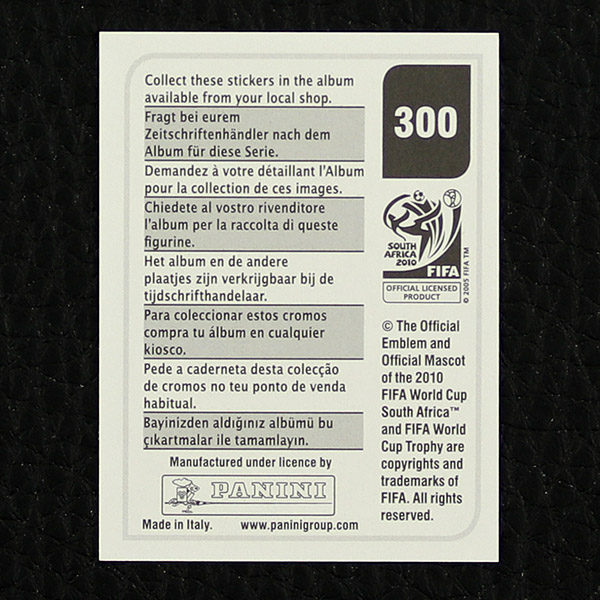 Collect these stickers in the album
available from your local shop.
Fragt bei eurem
Zeitschriftenhändler nach dem
Album für diese Serie.
Demandez à votre détaillant l'Album
pour la collection de ces images.
Chiedete al vostro rivenditore
l'album per la raccolta di queste
figurine.
Het album en de andere
plaatjes zijn verkrijgbaar bij de
tijdschrifthandelaar.
Para coleccionar estos cromos
compra tu álbum en cualquier
kiosco.
Pede a caderneta desta colecção
de cromos no teu ponto de venda
habitual.
Bayinizden aldığınız albümü bu
çıkartmalar ile tamamlayın.
Manufactured under licence by
PANINI
Made in Italy. www.paninigroup.com
300
SOUTH
AFRICA
2010
FIFA
OFFICIAL LICENSED
PRODUCT
© 2005 FIFA TM
© The Official
Emblem and
Official Mascot
of the 2010
FIFA World Cup
South Africa™
and FIFA World
Cup Trophy are
copyrights and
trademarks of
FIFA. All rights
reserved.